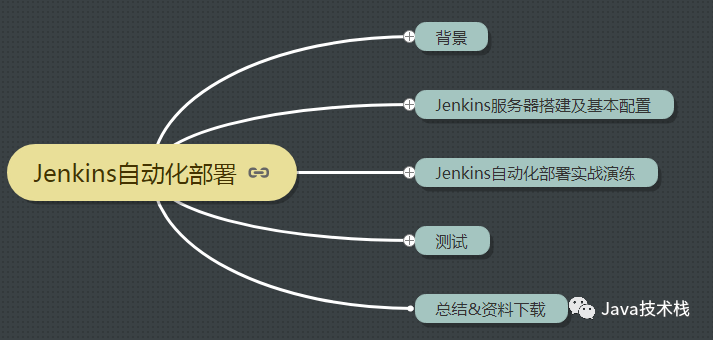 背景
Jenkins服务器搭建及基本配置
Jenkins自动化部署
Jenkins自动化部署实战演练
测试
总结&资料下载
Java技术栈